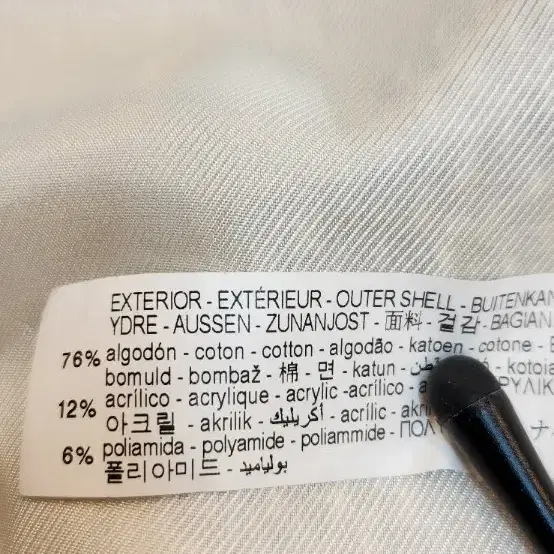 EXTERIOR - EXTÉRIEUR - OUTER SHELL - BUITENKAN
YDRE - AUSSEN - ZUNANJOST - 面料 - 겉감 - BAGIAN
76% algodón - coton - cotton - algodão - katoen - cotone -
bomuld - bombaž - 棉 - 면 - katun - قطن - kotoia
12% acrílico - acrylique - acrylic -acrílico -
아크릴 - akrilik - أكريليك - acrílic -
6% poliamida - polyamide - poliammide -
폴리아미드 - بولياميد